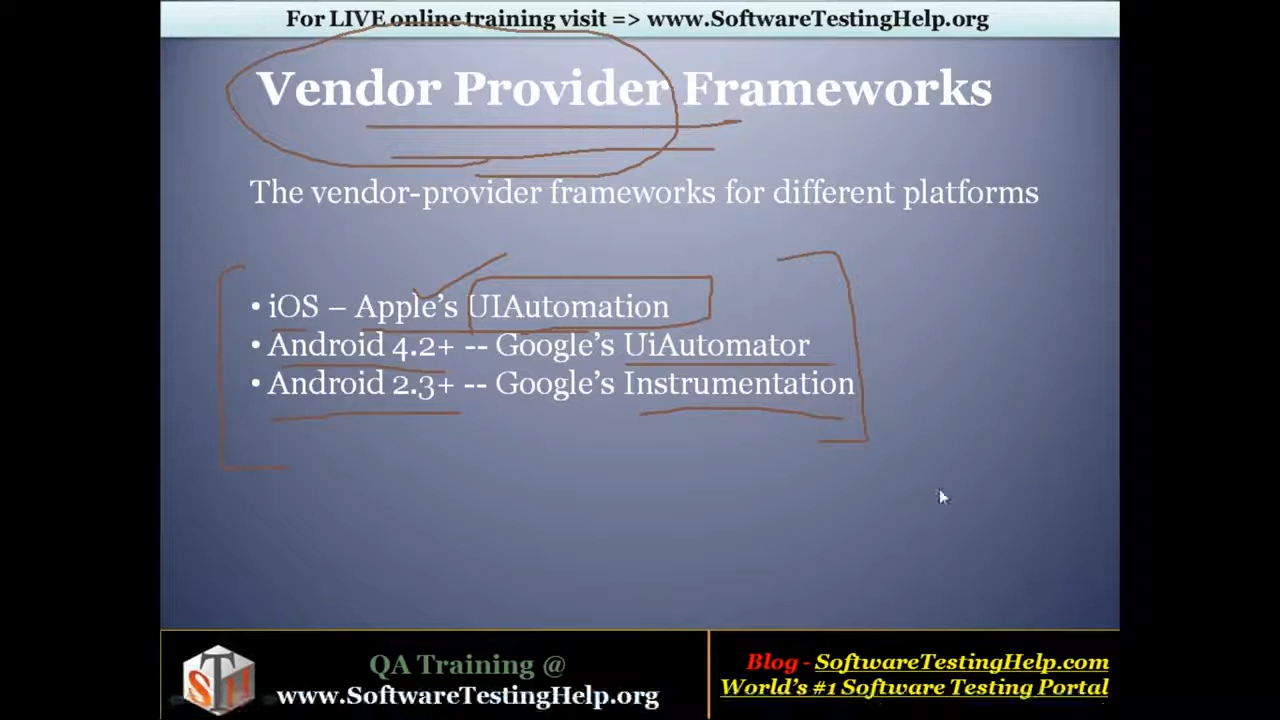 For LIVE online training visit => www.SoftwareTestingHelp.org
Vendor Provider Frameworks
The vendor-provider frameworks for different platforms
• iOS – Apple's UIAutomation
• Android 4.2+ -- Google's UiAutomator
• Android 2.3+ -- Google's Instrumentation
STH
QA Training @
www.SoftwareTestingHelp.org
Blog - SoftwareTestingHelp.com
World's #1 Software Testing Portal